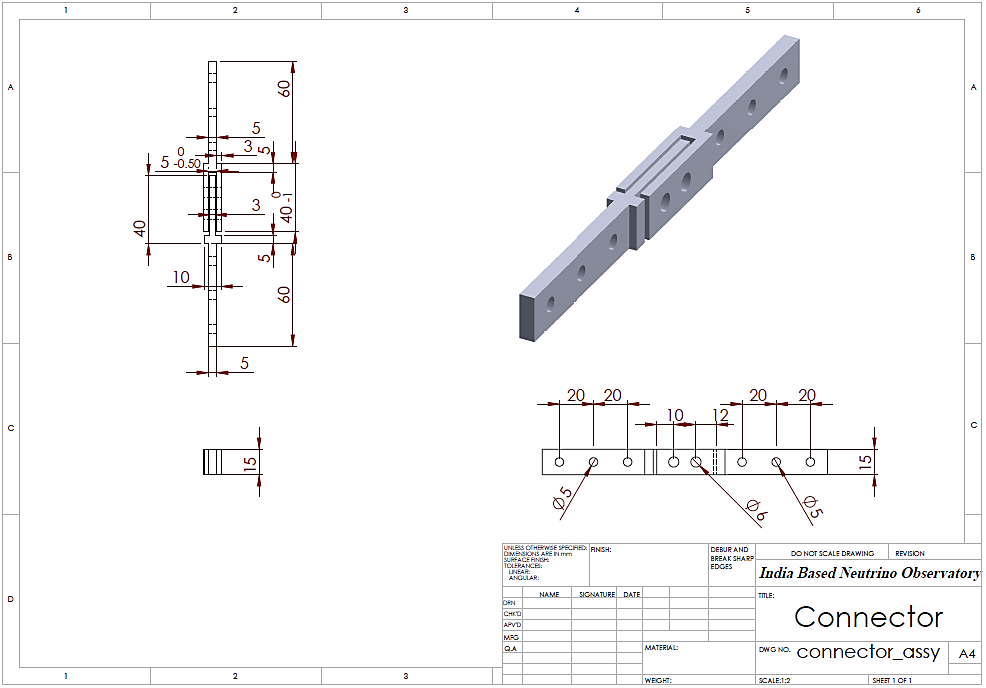 1 2 3 4 5 6
A A
B B
C C
D D
60
5
3
5
0
5 -0.50
0
40 -1
3
40
5
10
60
5
15
20 20 20 20
10 12
15
Ø5 Ø6 Ø5
UNLESS OTHERWISE SPECIFIED:
DIMENSIONS ARE IN mm
SURFACE FINISH:
TOLERANCES:
LINEAR:
ANGULAR:
FINISH:
DEBUR AND
BREAK SHARP
EDGES
DO NOT SCALE DRAWING
REVISION
India Based Neutrino Observatory
NAME SIGNATURE DATE
DRN
CHK'D
APV'D
MFG
Q.A
TITLE:
Connector
MATERIAL:
DWG NO. connector_assy A4
WEIGHT:
SCALE:1:2 SHEET 1 OF 1
1 2 3